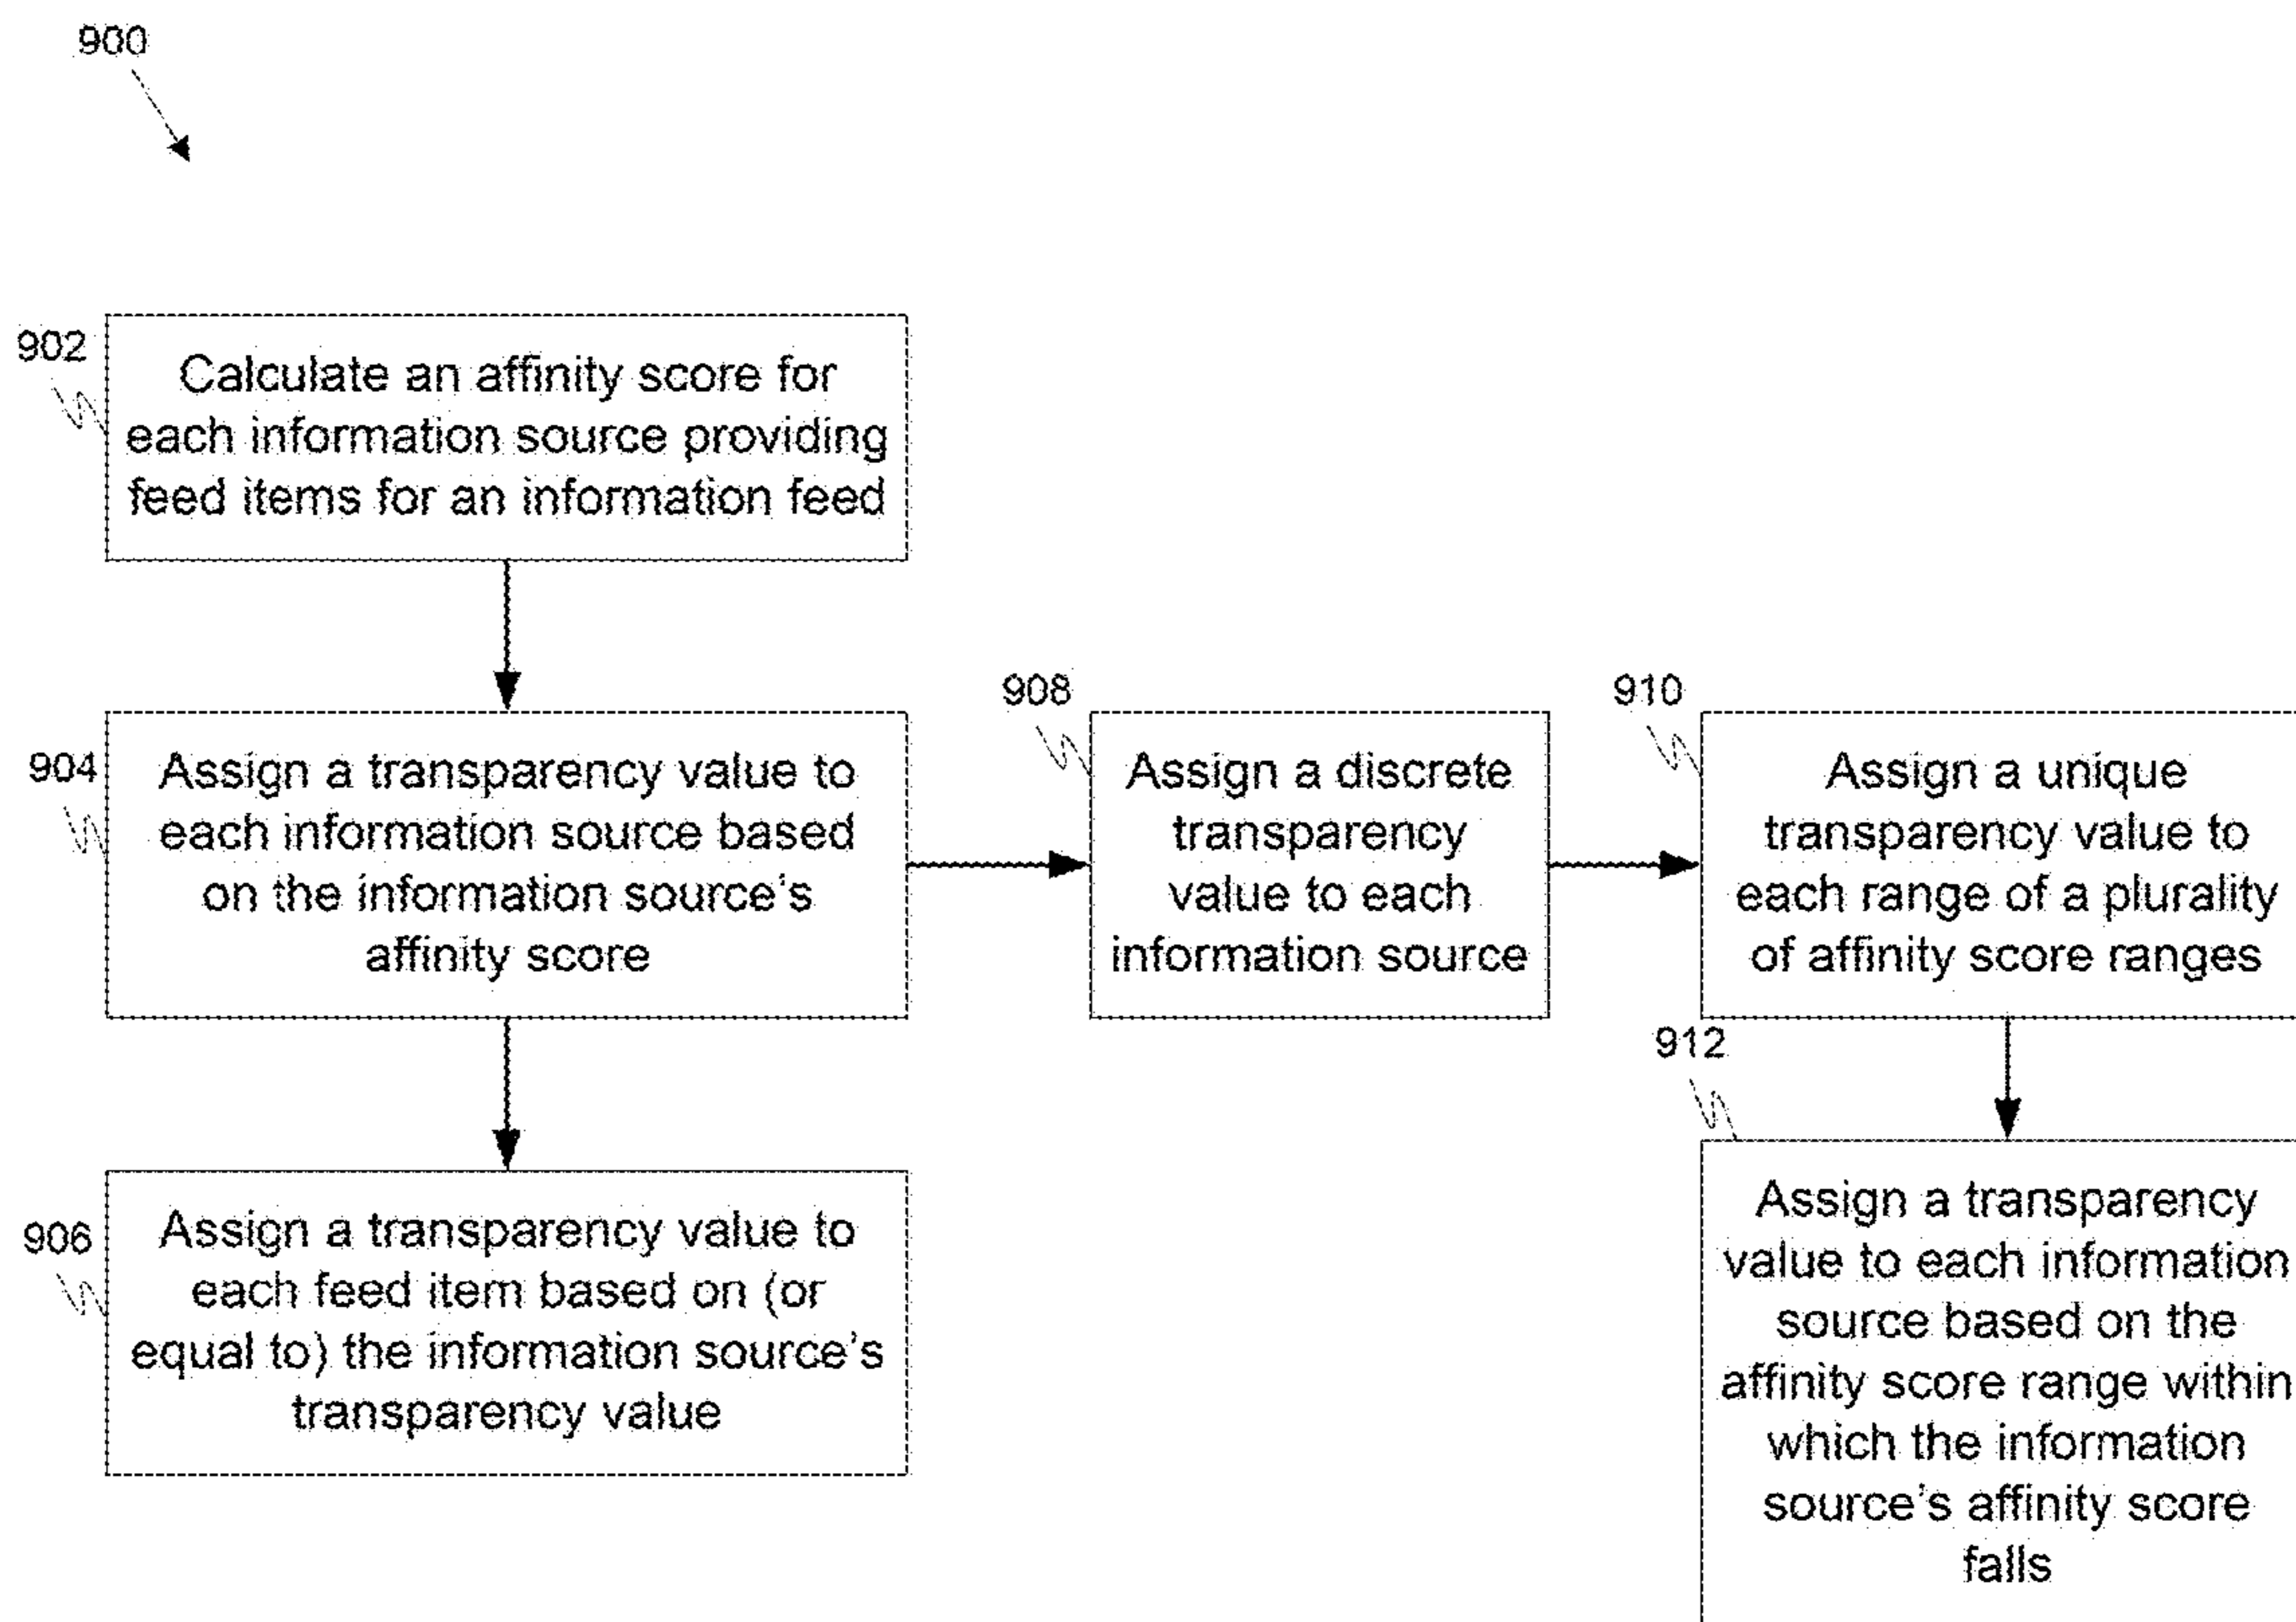 900
902
Calculate an affinity score for
each information source providing
feed items for an information feed
904
Assign a transparency value to
each information source based
on the information source's
affinity score
906
Assign a transparency value to
each feed item based on (or
equal to) the information source's
transparency value
908
Assign a discrete
transparency
value to each
information source
910
Assign a unique
transparency value to
each range of a plurality
of affinity score ranges
912
Assign a transparency
value to each information
source based on the
affinity score range within
which the information
source's affinity score
falls